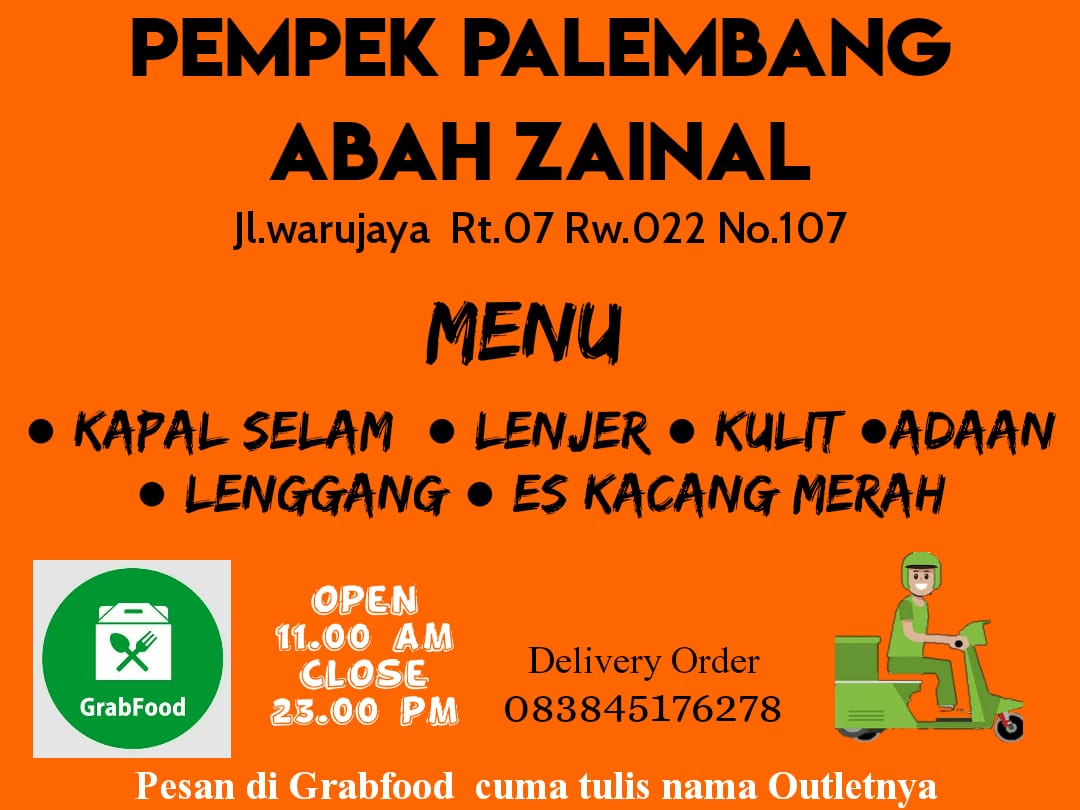 PEMPEK PALEMBANG
ABAH ZAINAL
Jl.warujaya Rt.07 Rw.022 No.107
MENU
● KAPAL SELAM ● LENJER ● KULIT ●ADAAN
● LENGGANG ● ES KACANG MERAH
GrabFood
OPEN
11.00 AM
CLOSE
23.00 PM
Delivery Order
083845176278
Pesan di Grabfood cuma tulis nama Outletnya